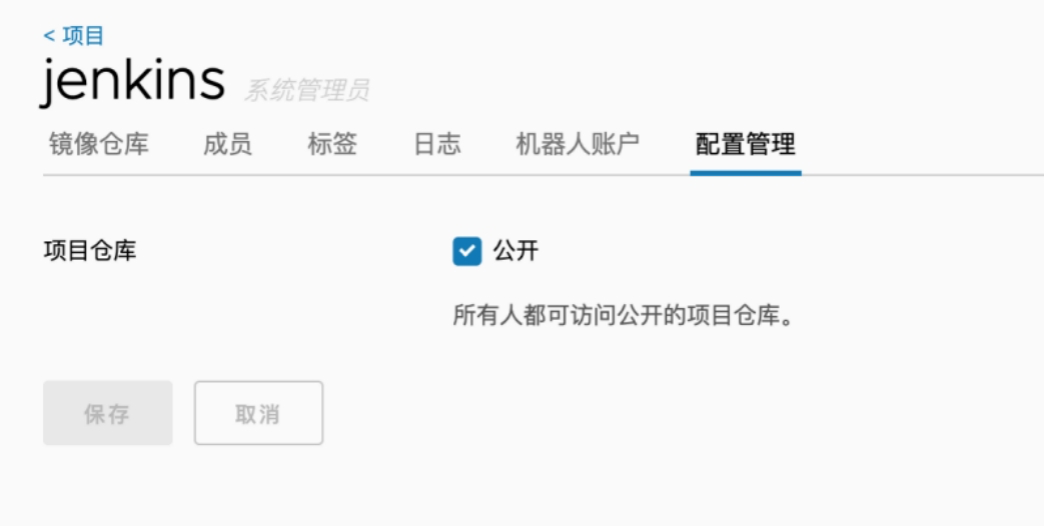 < 项目
jenkins 系统管理员
镜像仓库 成员 标签 日志 机器人账户 配置管理
项目仓库 公开
所有人都可访问公开的项目仓库。
保存 取消